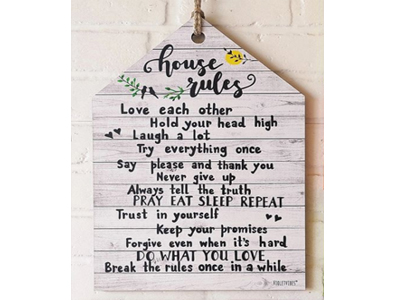 house
rules
Love each other
Hold your head high
Laugh a lot
Try everything once
Say please and thank you
Never give up
Always tell the truth
PRAY EAT SLEEP REPEAT
Trust in yourself
Keep your promises
Forgive even when it's hard
DO WHAT YOU LOVE
Break the rules once in a while